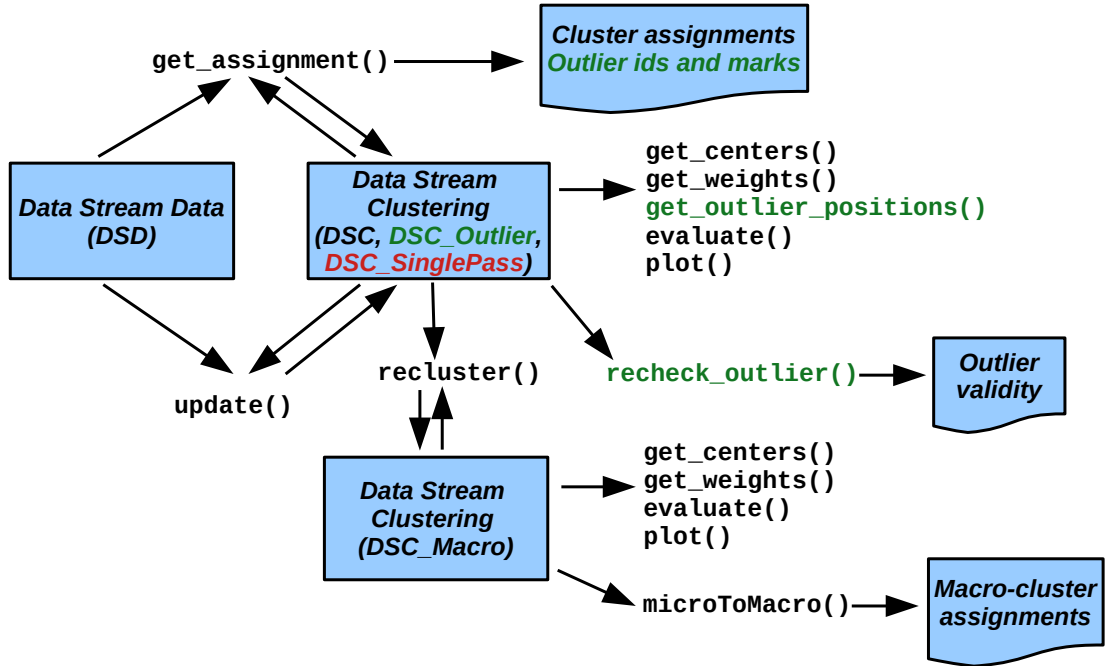 get_assignment()
Cluster assignments
Outlier ids and marks
Data Stream Data
(DSD)
Data Stream
Clustering
(DSC, DSC_Outlier,
DSC_SinglePass)
get_centers()
get_weights()
get_outlier_positions()
evaluate()
plot()
update()
recluster()
recheck_outlier()
Outlier
validity
Data Stream
Clustering
(DSC_Macro)
get_centers()
get_weights()
evaluate()
plot()
microToMacro()
Macro-cluster
assignments